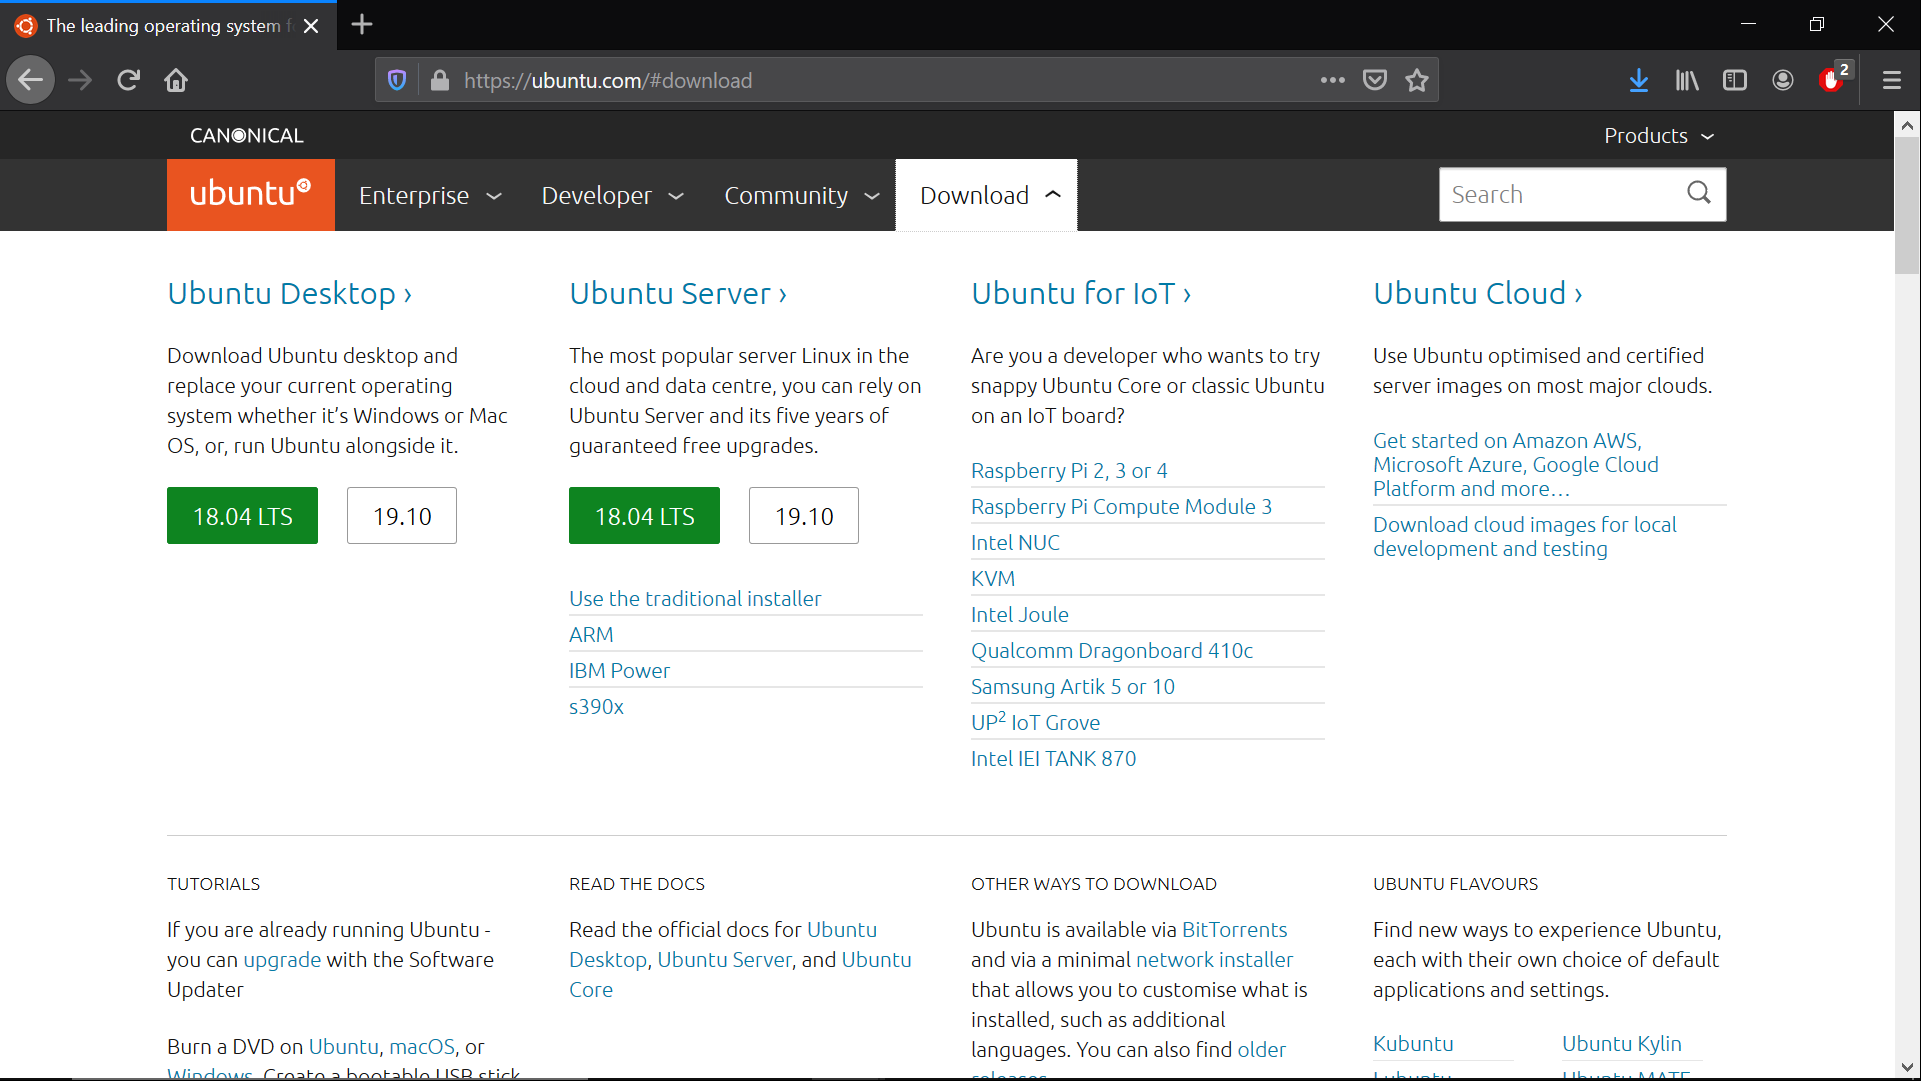 The leading operating system f
2
https://ubuntu.com/#download
CANONICAL
Products
ubuntu
Enterprise
Developer
Community
Download
Search
Ubuntu Desktop ›
Download Ubuntu desktop and
replace your current operating
system whether it’s Windows or Mac
OS, or, run Ubuntu alongside it.
18.04 LTS
19.10
Ubuntu Server ›
The most popular server Linux in the
cloud and data centre, you can rely on
Ubuntu Server and its five years of
guaranteed free upgrades.
18.04 LTS
19.10
Use the traditional installer
ARM
IBM Power
s390x
Ubuntu for IoT ›
Are you a developer who wants to try
snappy Ubuntu Core or classic Ubuntu
on an IoT board?
Raspberry Pi 2, 3 or 4
Raspberry Pi Compute Module 3
Intel NUC
KVM
Intel Joule
Qualcomm Dragonboard 410c
Samsung Artik 5 or 10
UP² IoT Grove
Intel IEI TANK 870
Ubuntu Cloud ›
Use Ubuntu optimised and certified
server images on most major clouds.
Get started on Amazon AWS,
Microsoft Azure, Google Cloud
Platform and more…
Download cloud images for local
development and testing
TUTORIALS
If you are already running Ubuntu -
you can upgrade with the Software
Updater
Burn a DVD on Ubuntu, macOS, or
Windows. Create a bootable USB stick
READ THE DOCS
Read the official docs for Ubuntu
Desktop, Ubuntu Server, and Ubuntu
Core
OTHER WAYS TO DOWNLOAD
Ubuntu is available via BitTorrents
and via a minimal network installer
that allows you to customise what is
installed, such as additional
languages. You can also find older
releases
UBUNTU FLAVOURS
Find new ways to experience Ubuntu,
each with their own choice of default
applications and settings.
Kubuntu
Ubuntu Kylin
Lubuntu
Ubuntu MATE